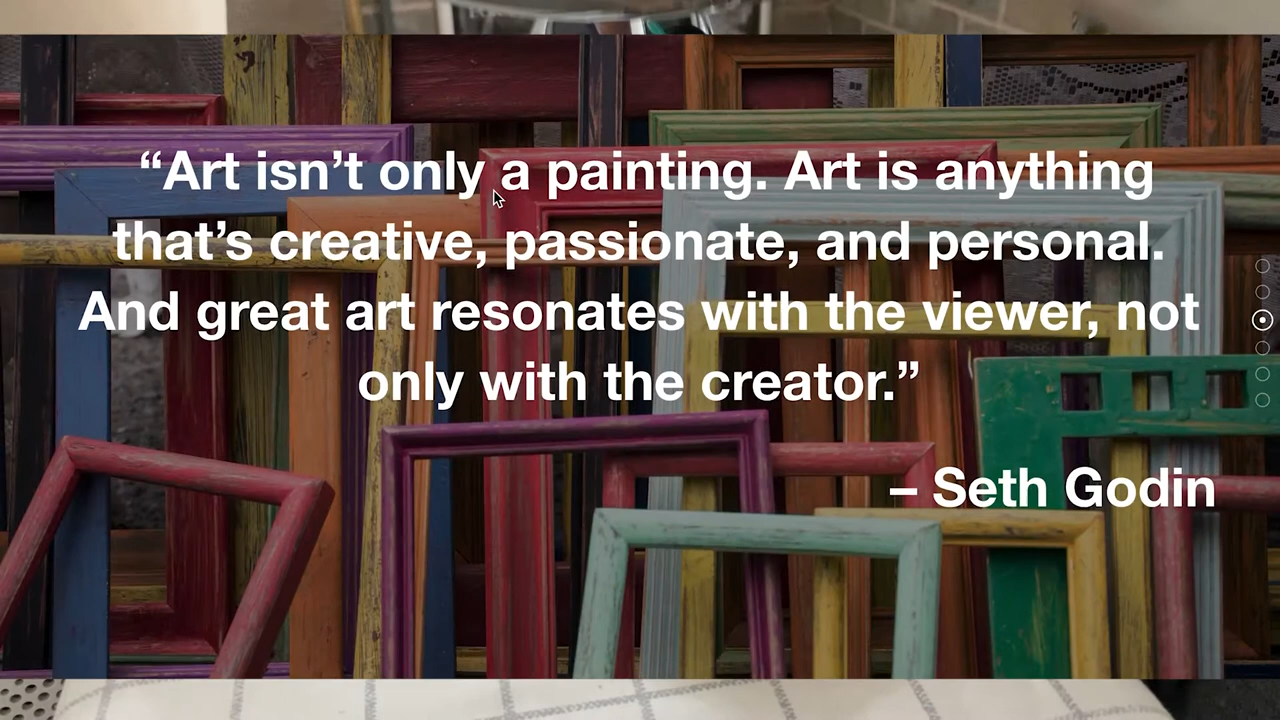 “Art isn’t only a painting. Art is anything
that’s creative, passionate, and personal.
And great art resonates with the viewer, not
only with the creator.”
– Seth Godin